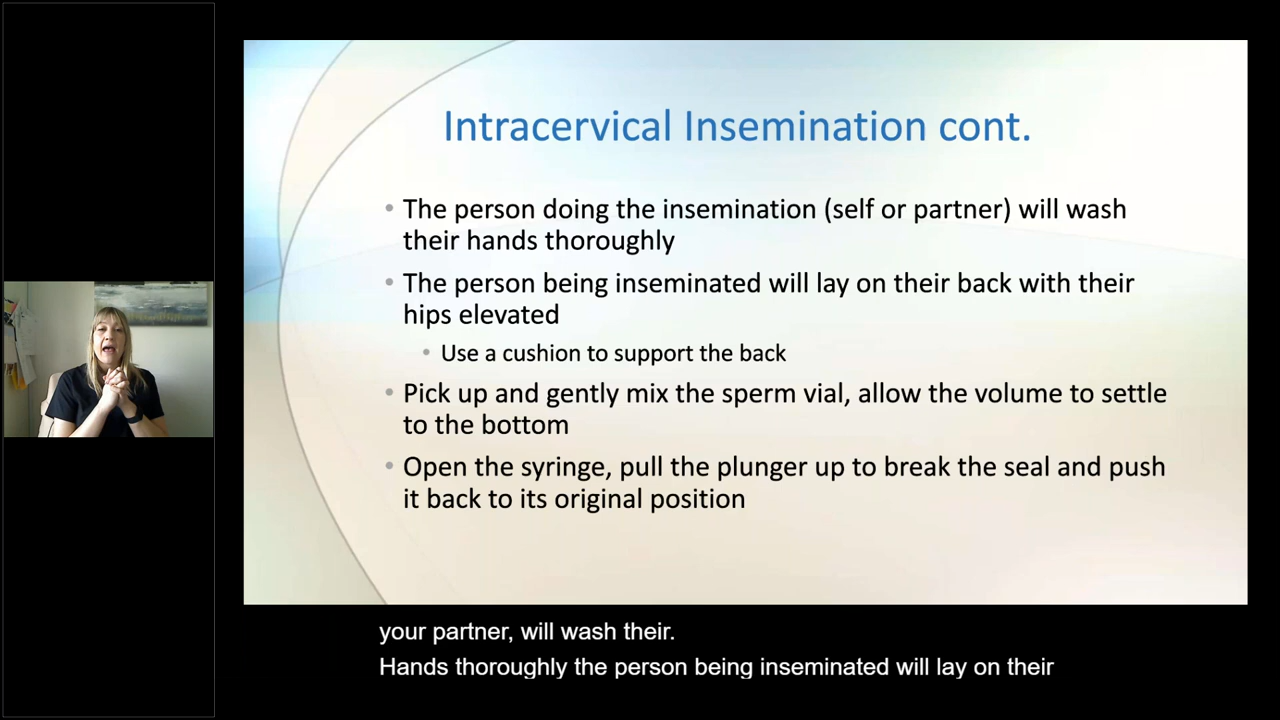 Intracervical Insemination cont.
• The person doing the insemination (self or partner) will wash
their hands thoroughly
• The person being inseminated will lay on their back with their
hips elevated
• Use a cushion to support the back
• Pick up and gently mix the sperm vial, allow the volume to settle
to the bottom
• Open the syringe, pull the plunger up to break the seal and push
it back to its original position
your partner, will wash their.
Hands thoroughly the person being inseminated will lay on their